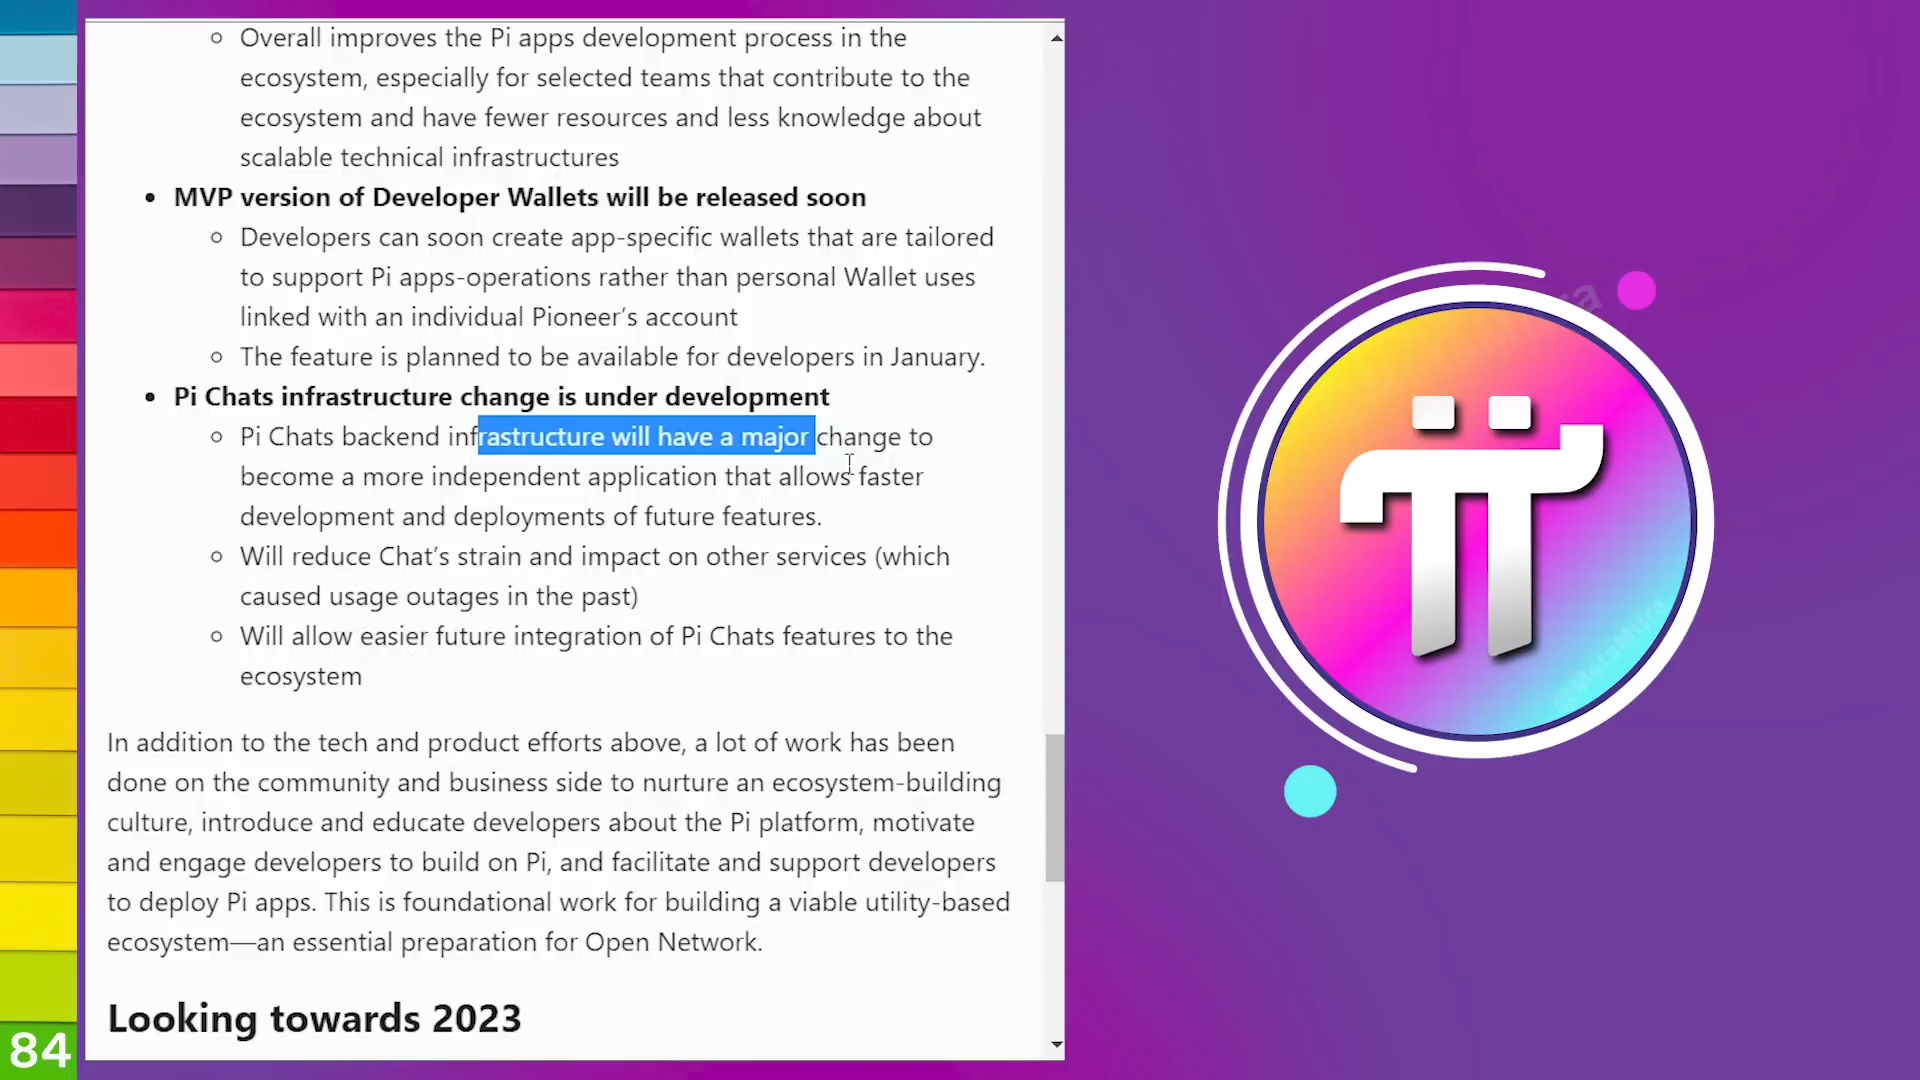 Overall improves the Pi apps development process in the
ecosystem, especially for selected teams that contribute to the
ecosystem and have fewer resources and less knowledge about
scalable technical infrastructures
MVP version of Developer Wallets will be released soon
Developers can soon create app-specific wallets that are tailored
to support Pi apps-operations rather than personal Wallet uses
linked with an individual Pioneer’s account
The feature is planned to be available for developers in January.
Pi Chats infrastructure change is under development
Pi Chats backend infrastructure will have a major change to
become a more independent application that allows faster
development and deployments of future features.
Will reduce Chat’s strain and impact on other services (which
caused usage outages in the past)
Will allow easier future integration of Pi Chats features to the
ecosystem
In addition to the tech and product efforts above, a lot of work has been
done on the community and business side to nurture an ecosystem-building
culture, introduce and educate developers about the Pi platform, motivate
and engage developers to build on Pi, and facilitate and support developers
to deploy Pi apps. This is foundational work for building a viable utility-based
ecosystem—an essential preparation for Open Network.
Looking towards 2023
84
@MetaMitra